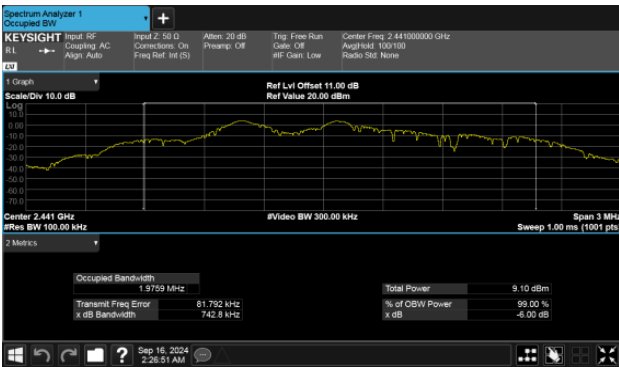 Spectrum Analyzer 1
Occupied BW
+
KEYSIGHT Input: RF Input Z: 50 Ω Atten: 20 dB Trig: Free Run Center Freq: 2.441000000 GHz
RL Coupling: AC Corrections: On Preamp: Off Gate: Off Avg|Hold: 100/100
Align: Auto Freq Ref: Int (S) #IF Gain: Low Radio Std: None
LXI
1 Graph
Ref Lvl Offset 11.00 dB
Scale/Div 10.0 dB Ref Value 20.00 dBm
Log
10.0
0.00
-10.0
-20.0
-30.0
-40.0
-50.0
-60.0
-70.0
Center 2.441 GHz #Video BW 300.00 kHz Span 3 MHz
#Res BW 100.00 kHz Sweep 1.00 ms (1001 pts)
2 Metrics
Occupied Bandwidth
1.9759 MHz Total Power 9.10 dBm
Transmit Freq Error 81.792 kHz % of OBW Power 99.00 %
x dB Bandwidth 742.8 kHz x dB -6.00 dB
? Sep 16, 2024
2:26:51 AM